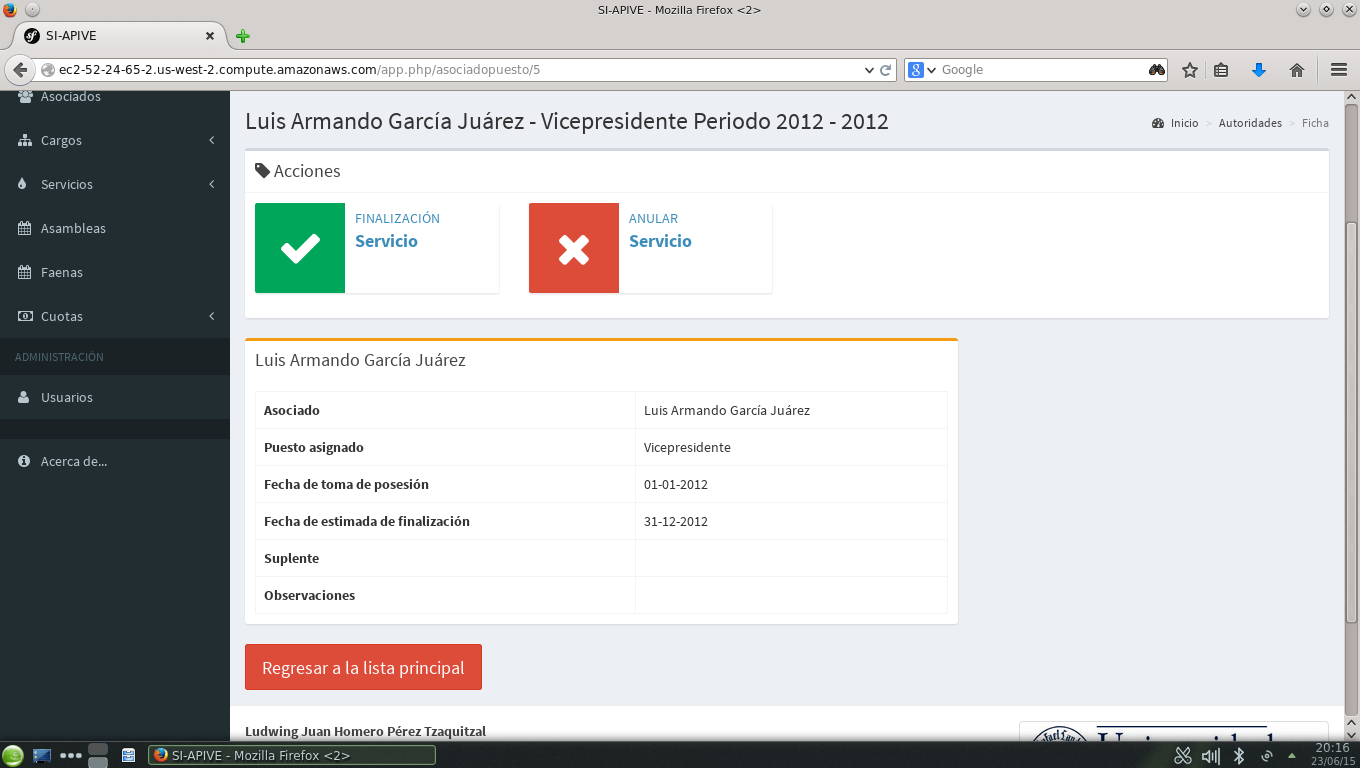 SI-APIVE - Mozilla Firefox <2>
SI-APIVE
ec2-52-24-65-2.us-west-2.compute.amazonaws.com/app.php/asociadopuesto/5
Google
Asociados
Cargos
Servicios
Asambleas
Faenas
Cuotas
ADMINISTRACIÓN
Usuarios
Acerca de...
Luis Armando García Juárez - Vicepresidente Periodo 2012 - 2012
Inicio > Autoridades > Ficha
Acciones
FINALIZACIÓN
Servicio
ANULAR
Servicio
Luis Armando García Juárez
Asociado Luis Armando García Juárez
Puesto asignado Vicepresidente
Fecha de toma de posesión 01-01-2012
Fecha de estimada de finalización 31-12-2012
Suplente
Observaciones
Regresar a la lista principal
Ludwing Juan Homero Pérez Tzaquitzal
SI-APIVE - Mozilla Firefox <2>
20:16
23/06/15